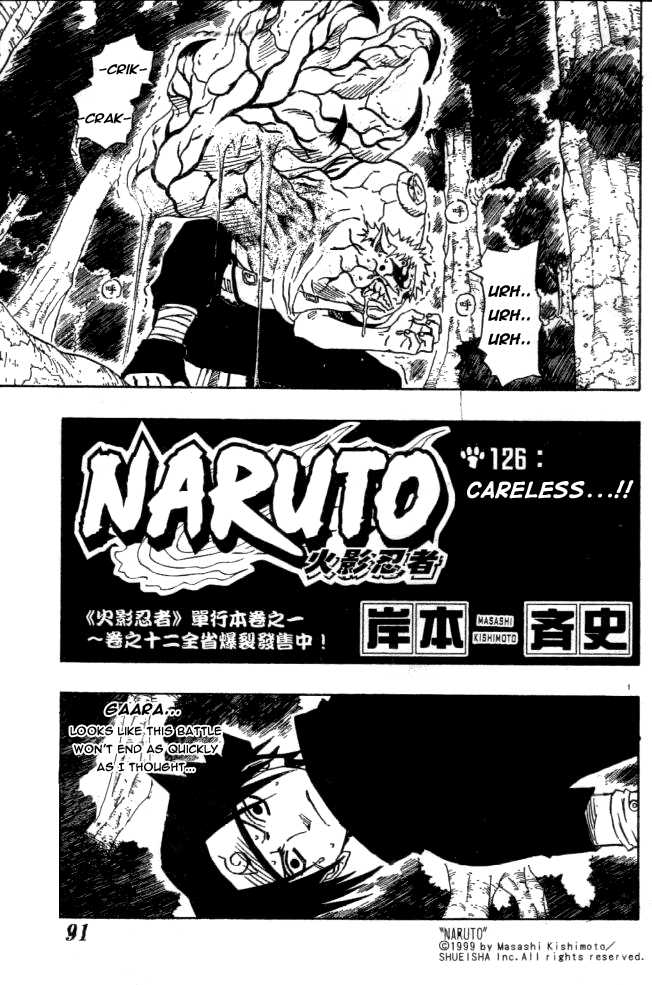 -CRIK-
-CRAK-
URH..
URH..
URH..
NARUTO
火影忍者
126 :
CARELESS...!!
《火影忍者》單行本卷之一
～卷之十二全省爆裂發售中！
岸本
MASASHI
KISHIMOTO
斉史
1
GAARA...
LOOKS LIKE THIS BATTLE
WON'T END AS QUICKLY
AS I THOUGHT...
91
"NARUTO"
©1999 by Masashi Kishimoto/
SHUEISHA Inc. All rights reserved.